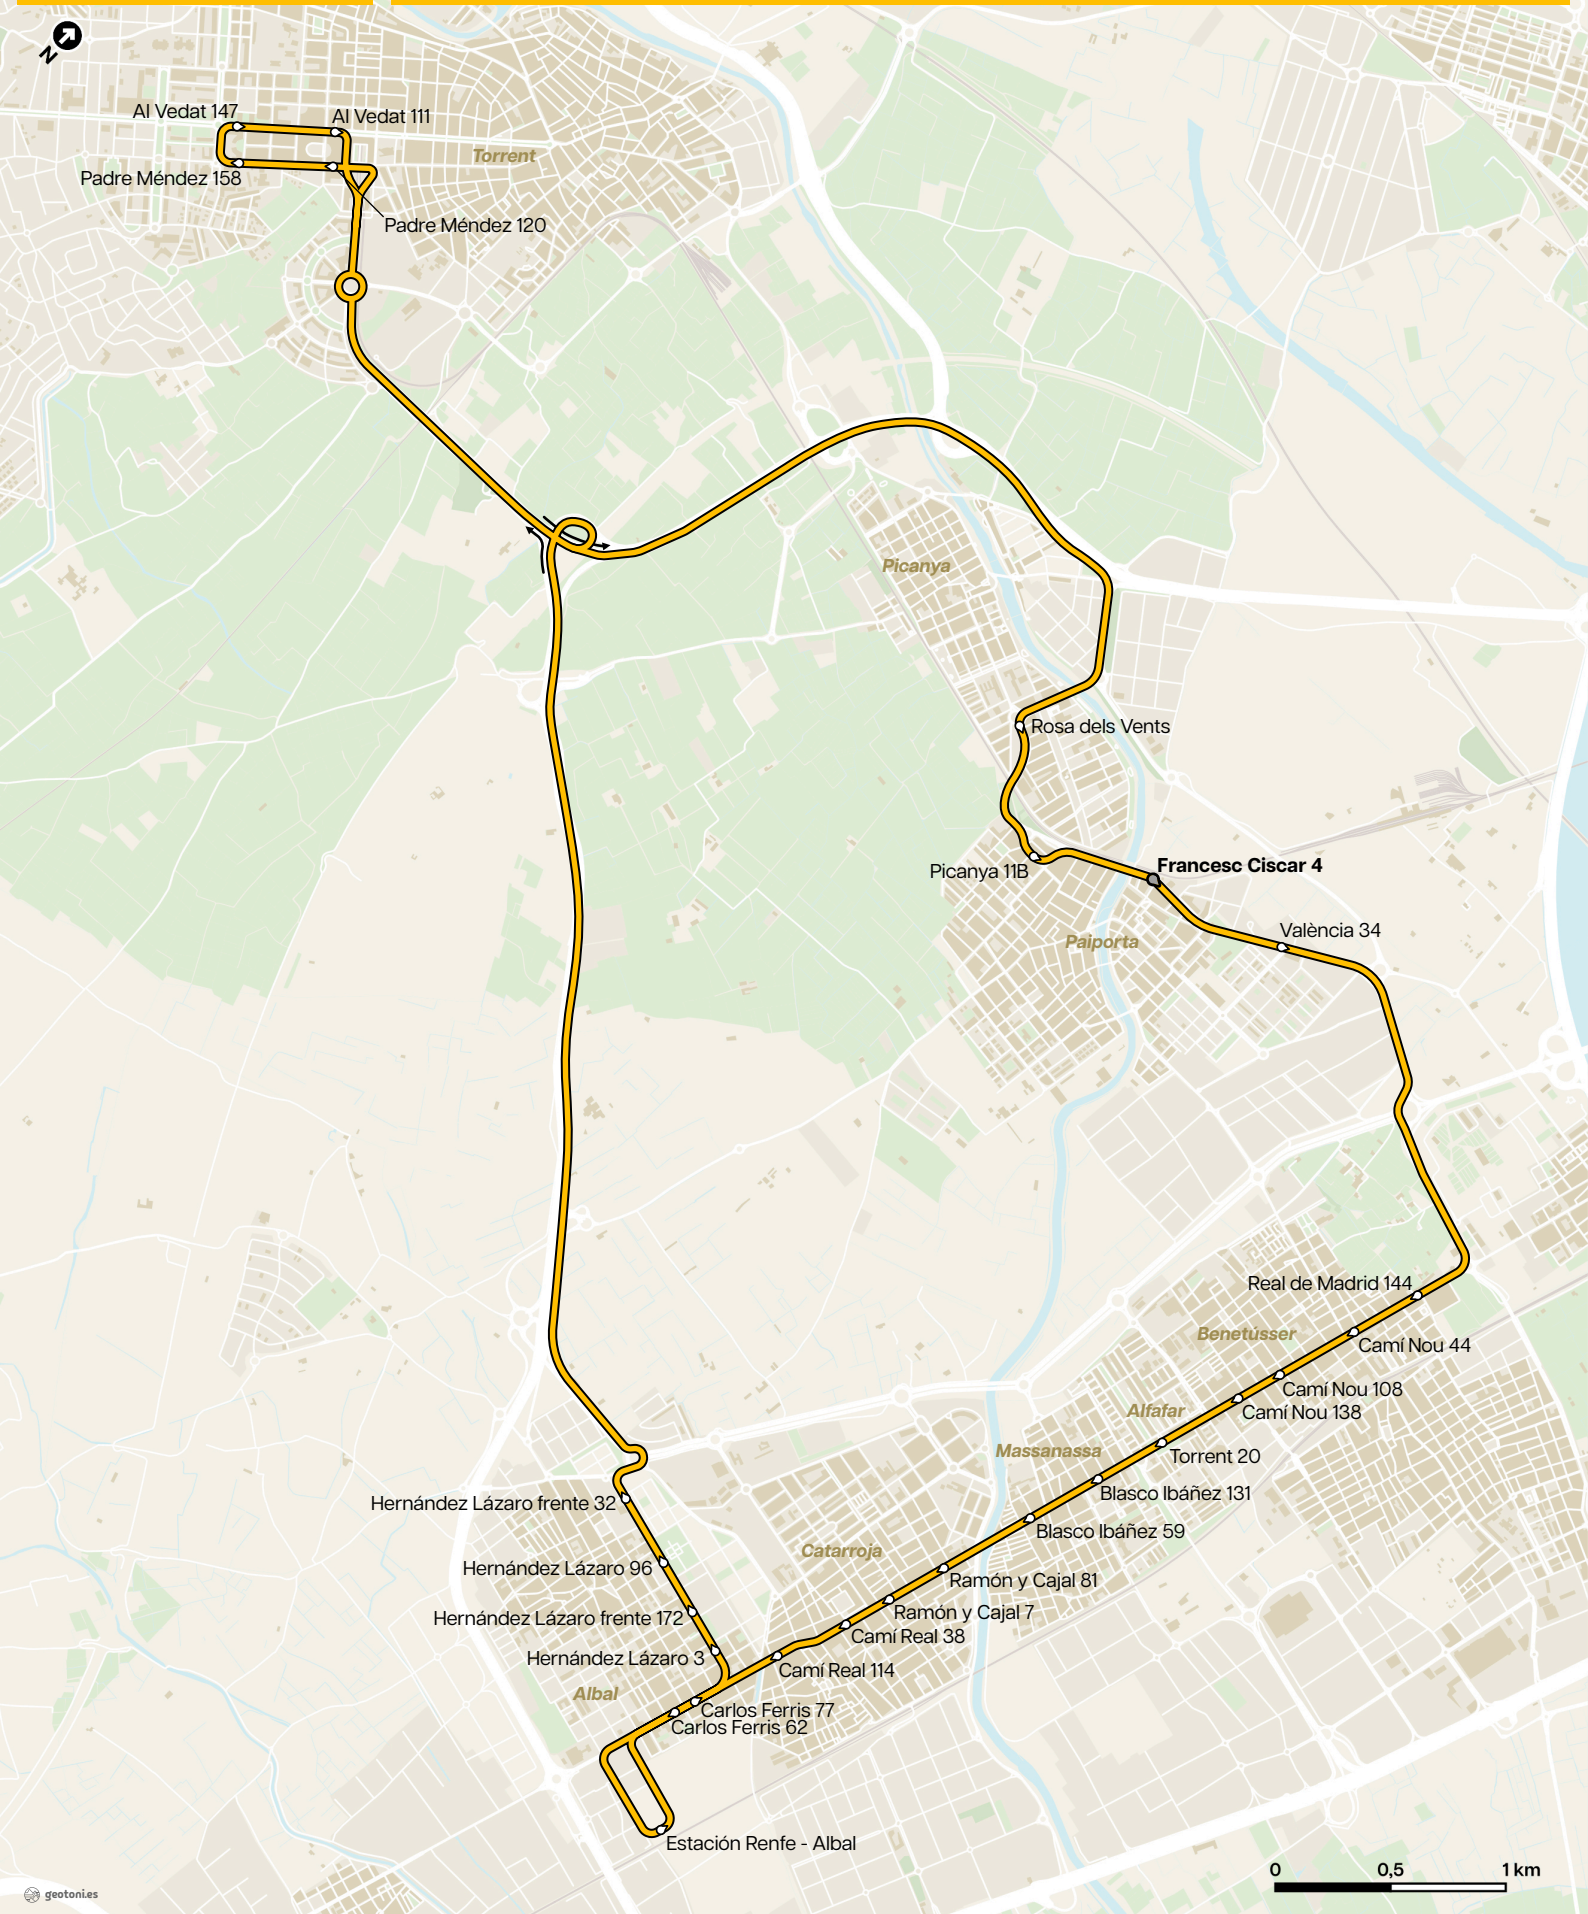 N
Al Vedat 147
Al Vedat 111
Torrent
Padre Méndez 158
Padre Méndez 120
Picanya
Rosa dels Vents
Francesc Ciscar 4
Picanya 11B
València 34
Paiporta
Real de Madrid 144
Benetússer
Camí Nou 44
Camí Nou 108
Alfafar
Camí Nou 138
Massanassa
Torrent 20
Blasco Ibáñez 131
Hernández Lázaro frente 32
Blasco Ibáñez 59
Catarroja
Hernández Lázaro 96
Ramón y Cajal 81
Ramón y Cajal 7
Hernández Lázaro frente 172
Camí Real 38
Hernández Lázaro 3
Camí Real 114
Albal
Carlos Ferris 77
Carlos Ferris 62
Estación Renfe - Albal
0 0,5 1 km
geotoni.es